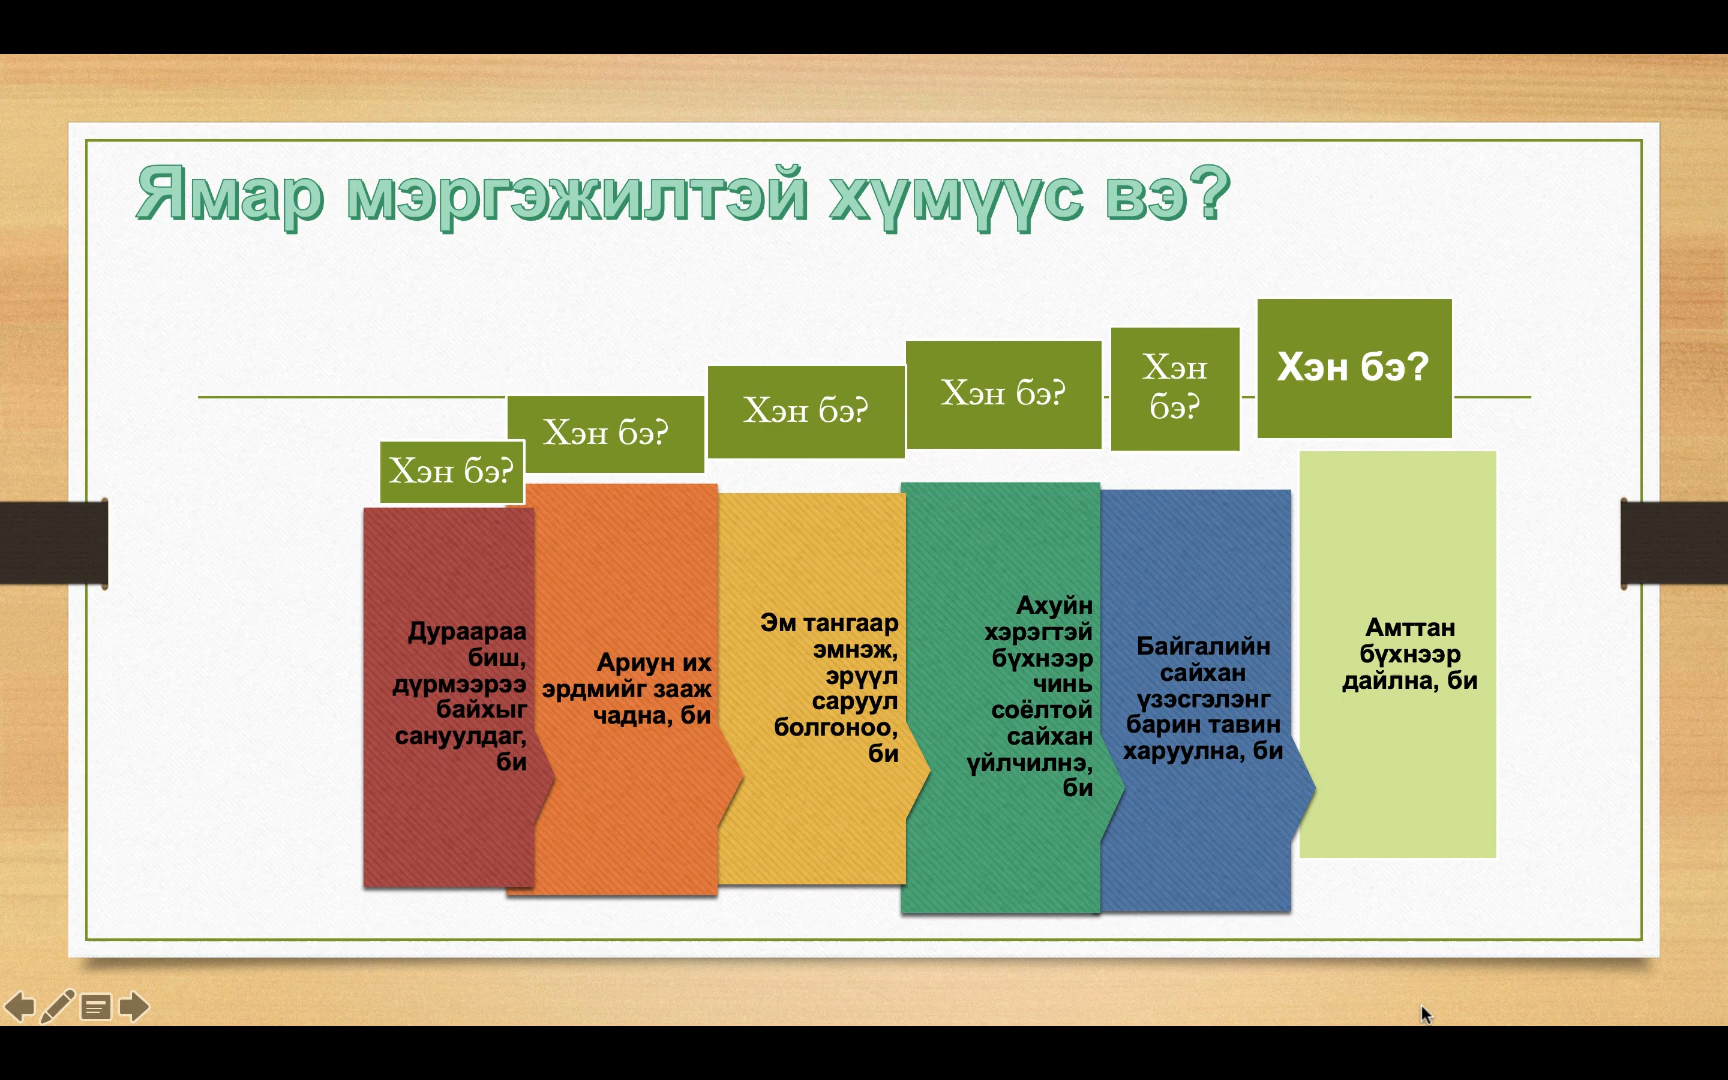 Ямар мэргэжилтэй хүмүүс вэ?
Хэн бэ?
Хэн бэ?
Хэн бэ?
Хэн бэ?
Хэн
бэ?
Хэн бэ?
Дураараа
биш,
дүрмээрээ
байхыг
сануулдаг,
би
Ариун их
эрдмийг зааж
чадна, би
Эм тангаар
эмнэж,
эрүүл
саруул
болгоноо,
би
Ахуйн
хэрэгтэй
бүхнээр
чинь
соёлтой
сайхан
үйлчилнэ,
би
Байгалийн
сайхан
үзэсгэлэнг
барин тавин
харуулна, би
Амттан
бүхнээр
дайлна, би